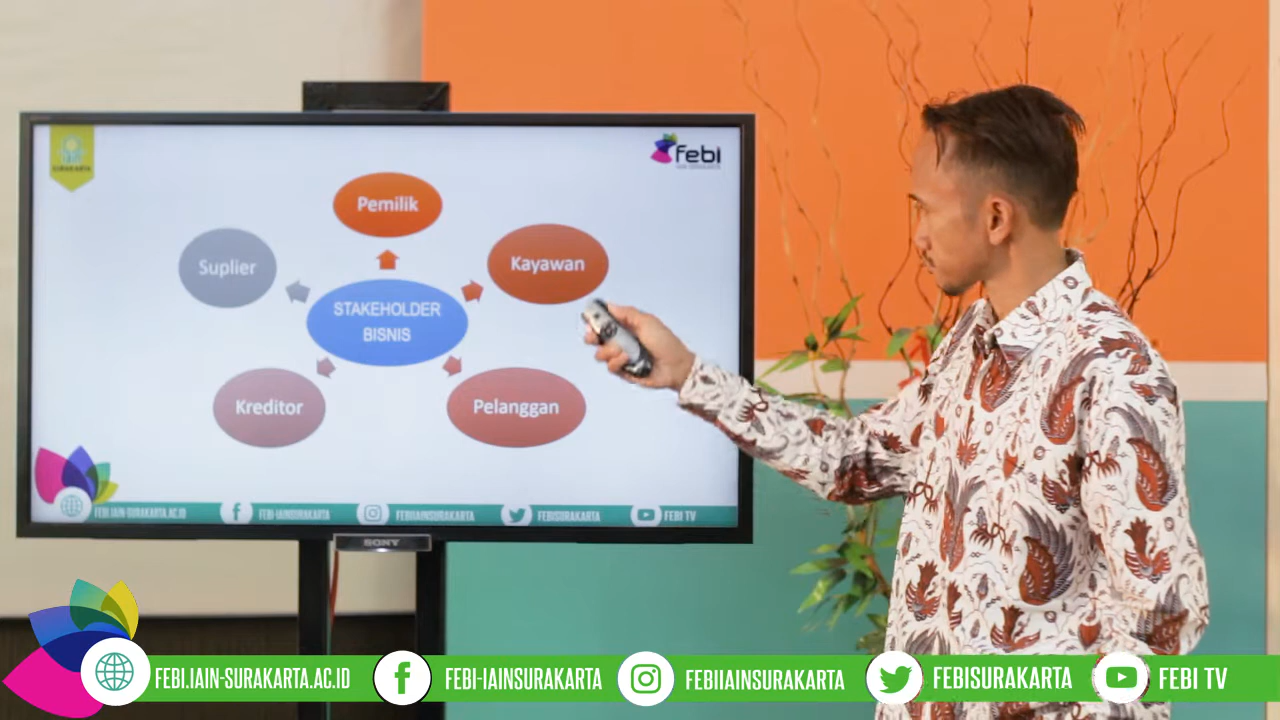 SURAKARTA
febi
Pemilik
Suplier
Kayawan
STAKEHOLDER
BISNIS
Kreditor
Pelanggan
FEBI.IAIN-SURAKARTA.AC.ID
FEBI-IAINSURAKARTA
FEBIIAINSURAKARTA
FEBISURAKARTA
FEBI TV
SONY
FEBI.IAIN-SURAKARTA.AC.ID
FEBI-IAINSURAKARTA
FEBIIAINSURAKARTA
FEBISURAKARTA
FEBI TV